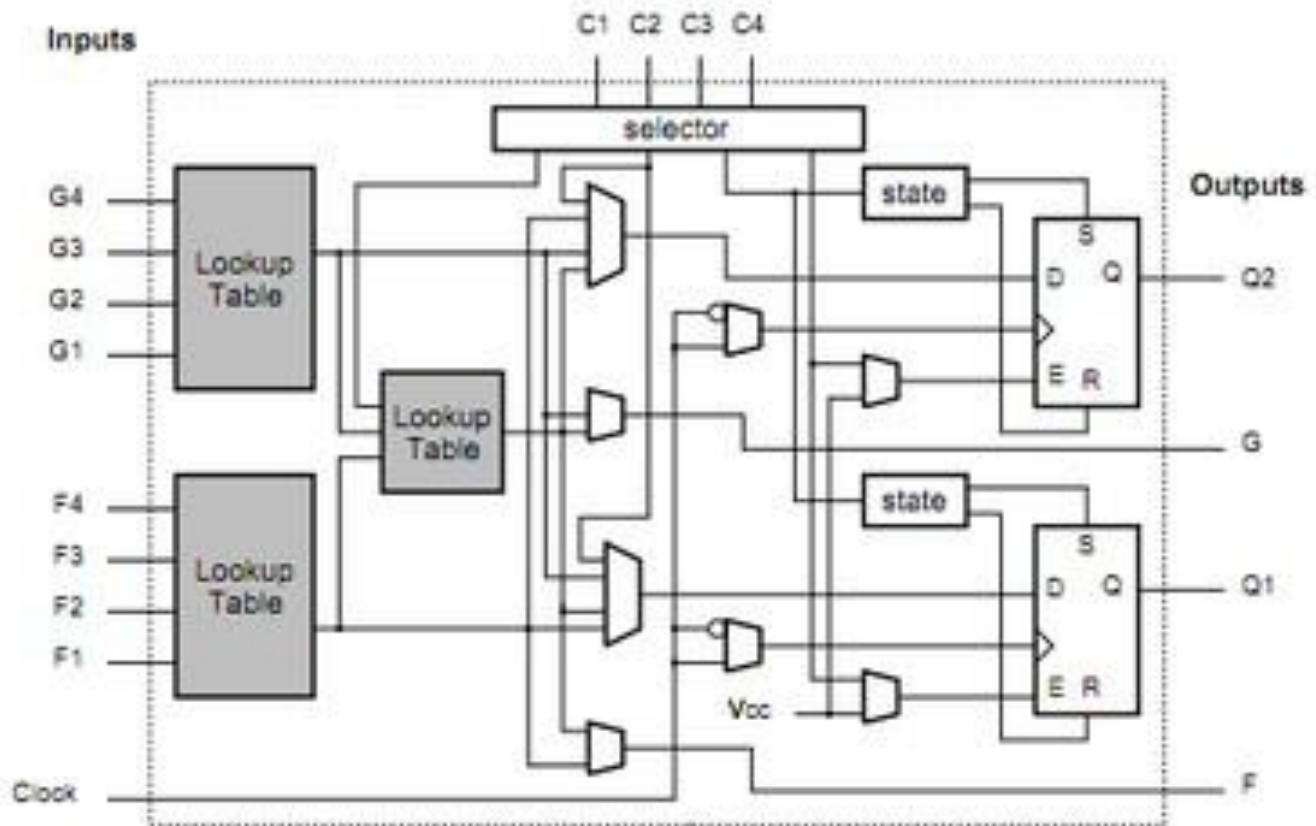 Inputs
C1 C2 C3 C4
selector
G4
G3
G2
G1
Lookup
Table
Lookup
Table
F4
F3
F2
F1
Lookup
Table
Clock
state
S
D Q
E R
state
S
D Q
E R
Vcc
Outputs
Q2
G
Q1
F